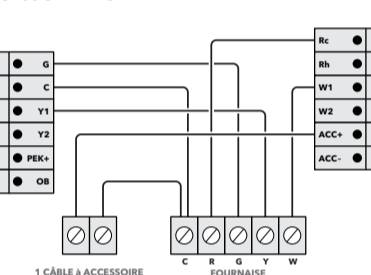 G
C
Y1
Y2
PEK+
OB
Rc
Rh
W1
W2
ACC+
ACC-
C R G Y W
1 CÂBLE À ACCESSOIRE
FOURNAISE